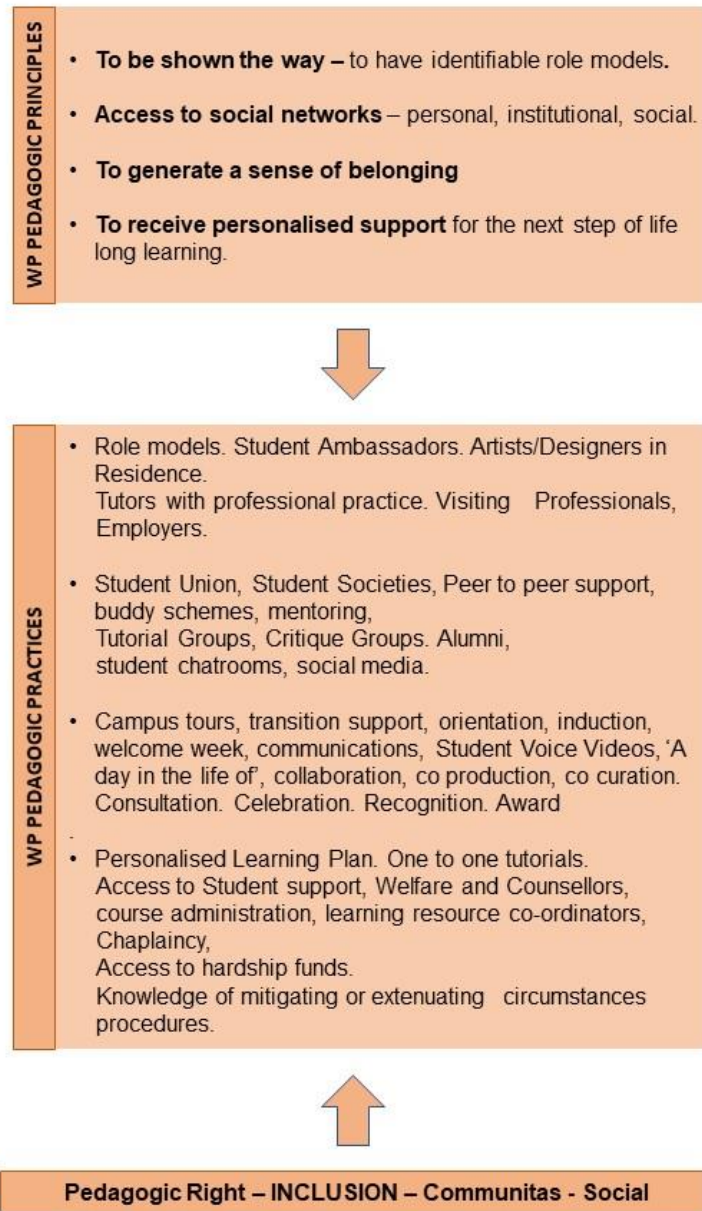 WP PEDAGOGIC PRINCIPLES
• To be shown the way – to have identifiable role models.
• Access to social networks – personal, institutional, social.
• To generate a sense of belonging
• To receive personalised support for the next step of life
long learning.
WP PEDAGOGIC PRACTICES
• Role models. Student Ambassadors. Artists/Designers in
Residence.
Tutors with professional practice. Visiting Professionals,
Employers.
• Student Union, Student Societies, Peer to peer support,
buddy schemes, mentoring,
Tutorial Groups, Critique Groups. Alumni,
student chatrooms, social media.
• Campus tours, transition support, orientation, induction,
welcome week, communications, Student Voice Videos, ‘A
day in the life of’, collaboration, co production, co curation.
Consultation. Celebration. Recognition. Award
.
• Personalised Learning Plan. One to one tutorials.
Access to Student support, Welfare and Counsellors,
course administration, learning resource co-ordinators,
Chaplaincy,
Access to hardship funds.
Knowledge of mitigating or extenuating circumstances
procedures.
Pedagogic Right – INCLUSION – Communitas - Social